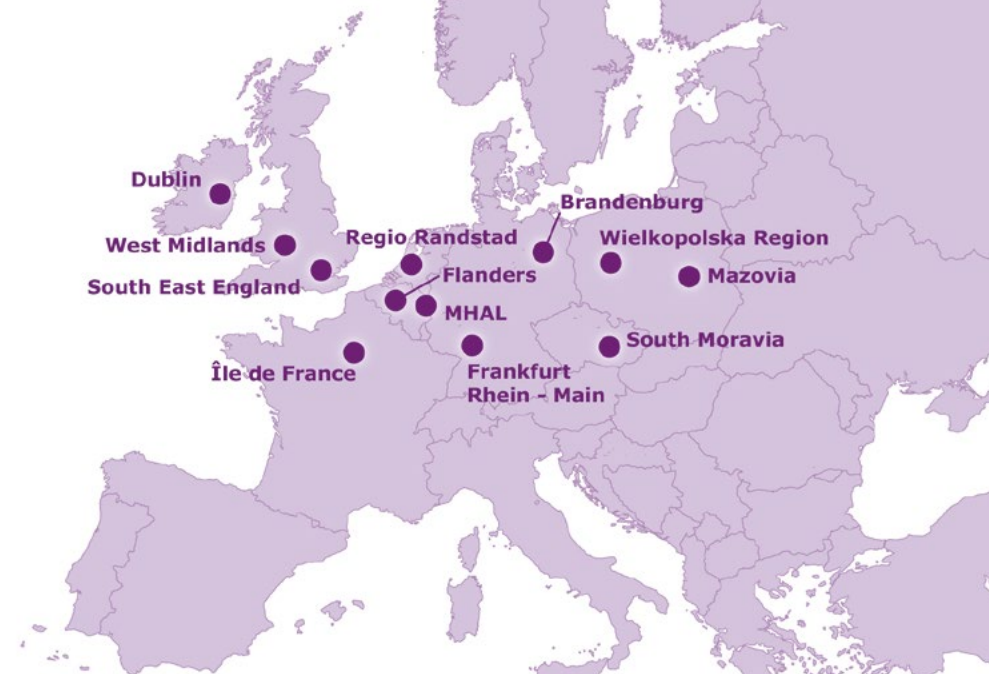 Dublin
Brandenburg
West Midlands
Regio Randstad
Wielkopolska Region
South East England
Flanders
Mazovia
MHAL
South Moravia
Île de France
Frankfurt
Rhein - Main